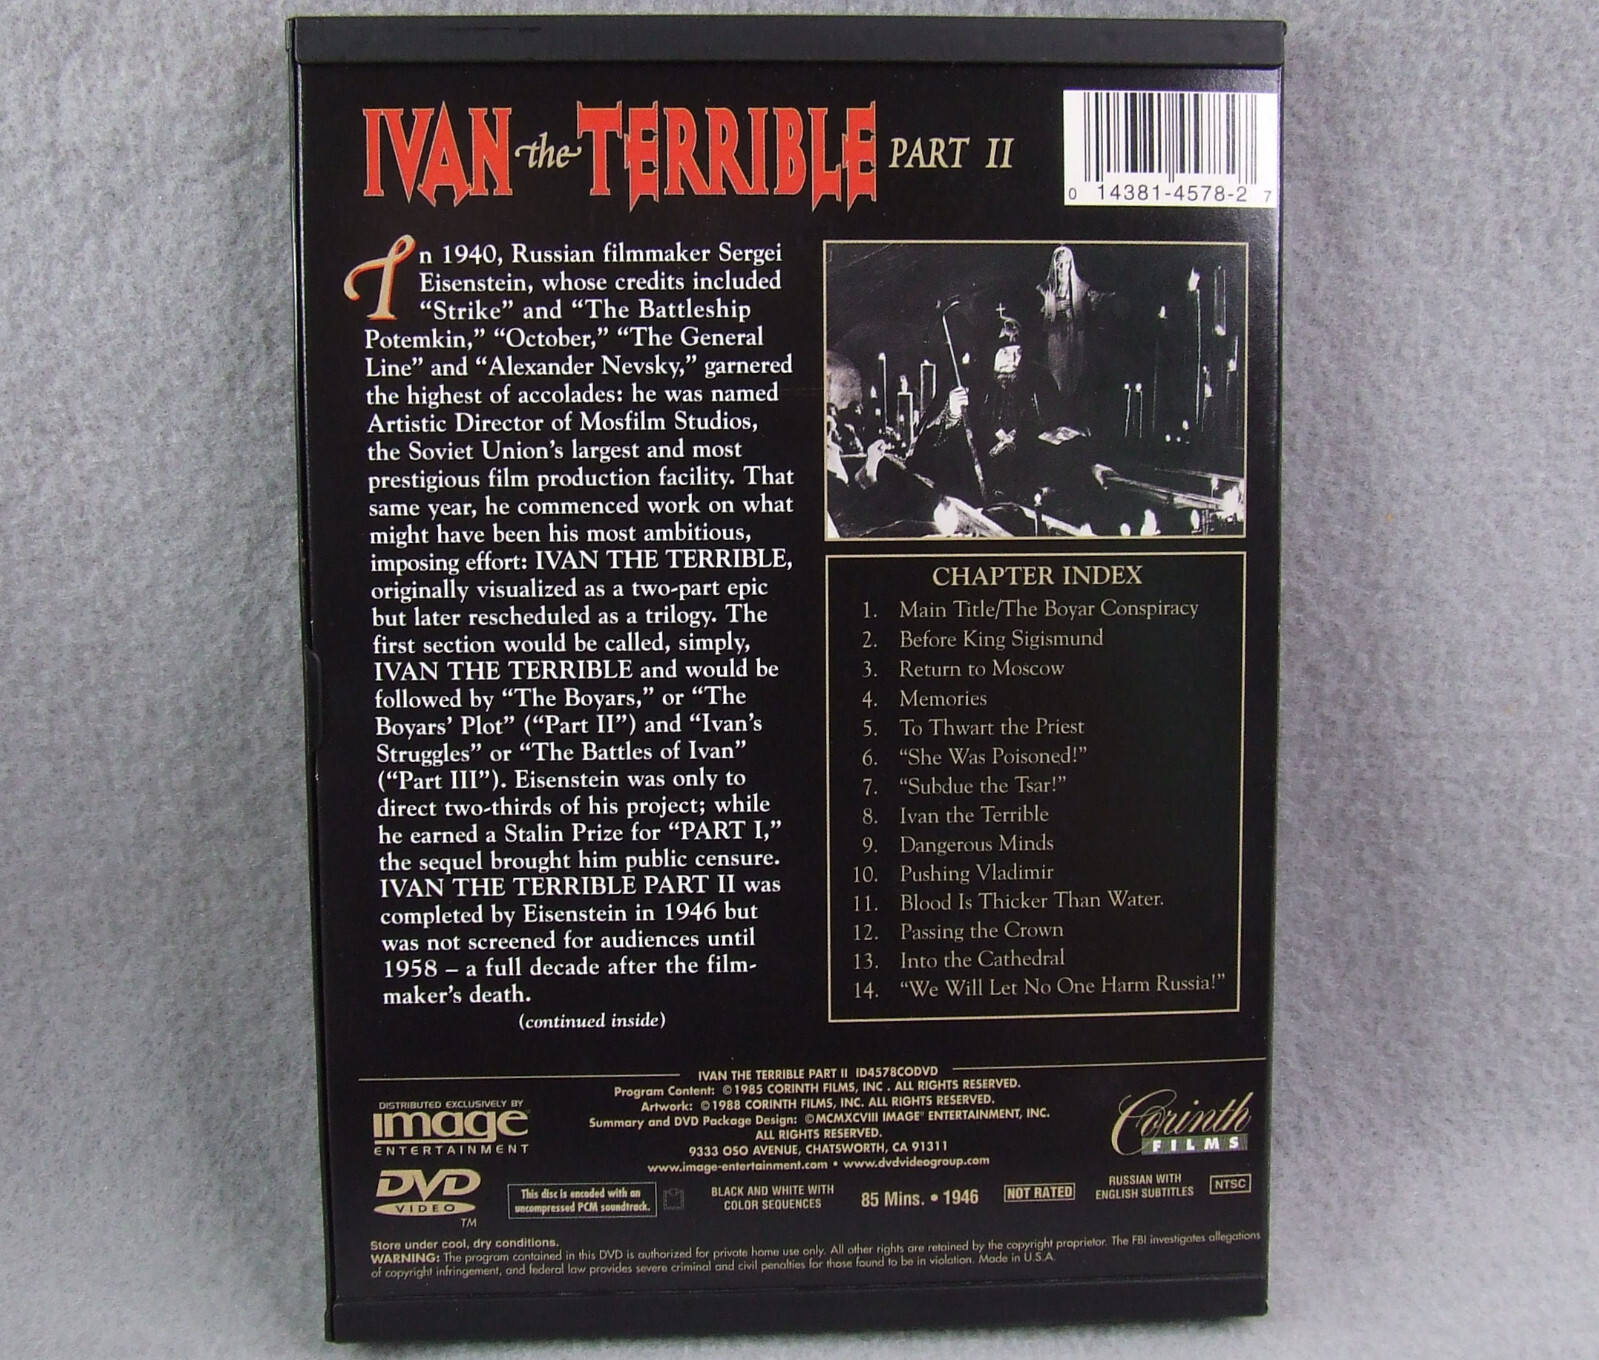 IVAN the TERRIBLE PART II
0 14381-4578-2 7
In 1940, Russian filmmaker Sergei
Eisenstein, whose credits included
“Strike” and “The Battleship
Potemkin,” “October,” “The General
Line” and “Alexander Nevsky,” garnered
the highest of accolades: he was named
Artistic Director of Mosfilm Studios,
the Soviet Union’s largest and most
prestigious film production facility. That
same year, he commenced work on what
might have been his most ambitious,
imposing effort: IVAN THE TERRIBLE,
originally visualized as a two-part epic
but later rescheduled as a trilogy. The
first section would be called, simply,
IVAN THE TERRIBLE and would be
followed by “The Boyars,” or “The
Boyars’ Plot” (“Part II”) and “Ivan’s
Struggles” or “The Battles of Ivan”
(“Part III”). Eisenstein was only to
direct two-thirds of his project; while
he earned a Stalin Prize for “PART I,”
the sequel brought him public censure.
IVAN THE TERRIBLE PART II was
completed by Eisenstein in 1946 but
was not screened for audiences until
1958 – a full decade after the film-
maker’s death.
(continued inside)
CHAPTER INDEX
1. Main Title/The Boyar Conspiracy
2. Before King Sigismund
3. Return to Moscow
4. Memories
5. To Thwart the Priest
6. “She Was Poisoned!”
7. “Subdue the Tsar!”
8. Ivan the Terrible
9. Dangerous Minds
10. Pushing Vladimir
11. Blood Is Thicker Than Water.
12. Passing the Crown
13. Into the Cathedral
14. “We Will Let No One Harm Russia!”
IVAN THE TERRIBLE PART II ID4578CODVD
Program Content: ©1985 CORINTH FILMS, INC . ALL RIGHTS RESERVED.
Artwork: ©1988 CORINTH FILMS, INC. ALL RIGHTS RESERVED.
Summary and DVD Package Design: ©MCMXCVIII IMAGE® ENTERTAINMENT, INC.
ALL RIGHTS RESERVED.
9333 OSO AVENUE, CHATSWORTH, CA 91311
www.image-entertainment.com • www.dvdvideogroup.com
DISTRIBUTED EXCLUSIVELY BY
image
ENTERTAINMENT
Corinth
FILMS
DVD
VIDEO
TM
This disc is encoded with an
uncompressed PCM soundtrack.
BLACK AND WHITE WITH
COLOR SEQUENCES
85 Mins. • 1946
NOT RATED
RUSSIAN WITH
ENGLISH SUBTITLES
NTSC
Store under cool, dry conditions.
WARNING: The program contained in this DVD is authorized for private home use only. All other rights are retained by the copyright proprietor. The FBI investigates allegations
of copyright infringement, and federal law provides severe criminal and civil penalties for those found to be in violation. Made in U.S.A.